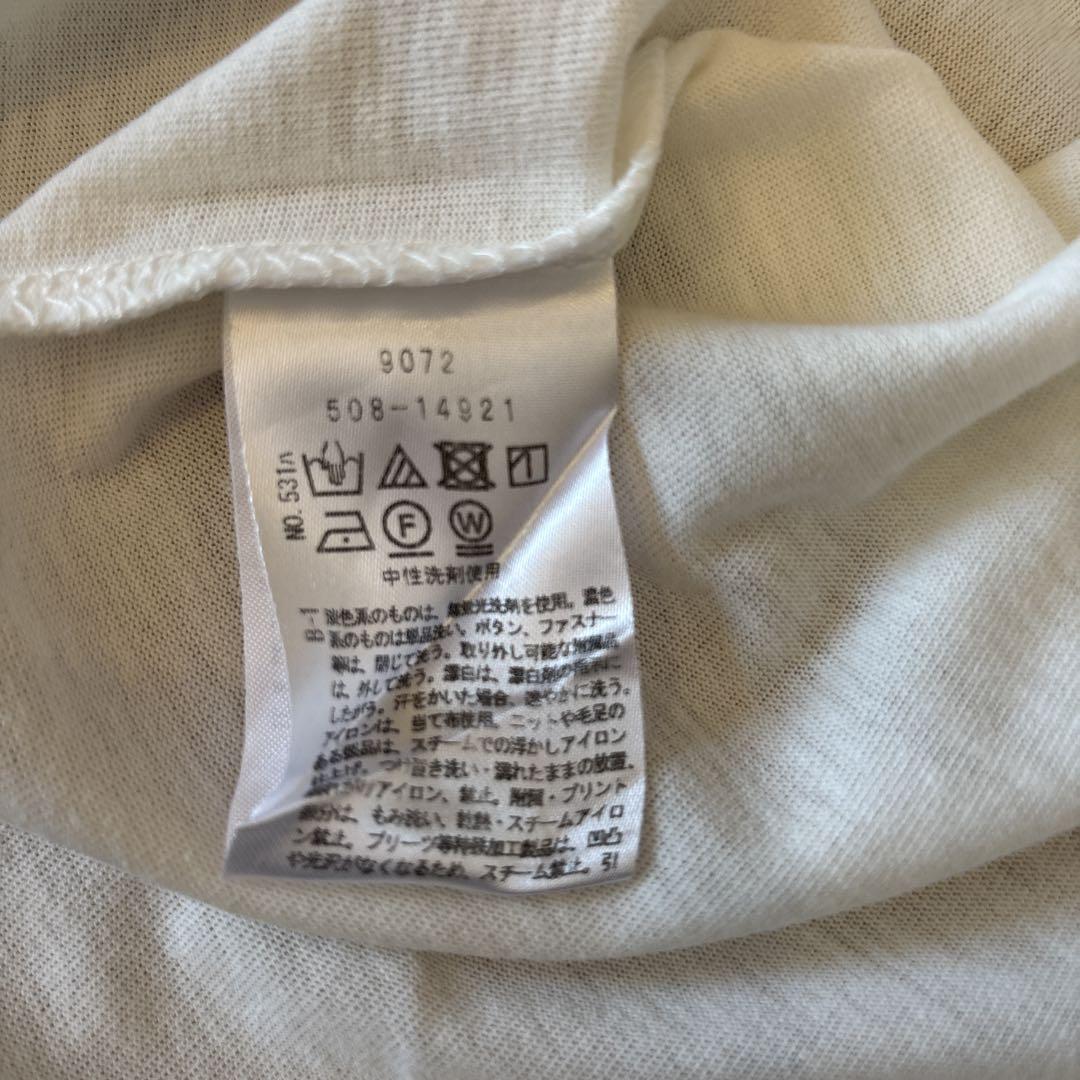 9072
508-14921
NO. 531
F W
中性洗剤使用
B-1
淡色系のものは、無蛍光洗剤を使用。濃色
系のものは単品洗い。ボタン、ファスナー
等は、閉じて洗う。取り外し可能な付属品
は、外して洗う。漂白は、漂白剤の指示に
したがう。汗をかいた場合、速やかに洗う。
アイロンは、当て布使用。ニットや毛足の
ある製品は、スチームでの浮かしアイロン
仕上げ。つけ置き洗い・濡れたままの放置、
アイロン、禁止。・プリント
部分は、もみ洗い、乾熱・スチームアイロ
ン禁止。プリーツ等特殊加工製品は、凹凸
や光沢がなくなるため、スチーム禁止。引